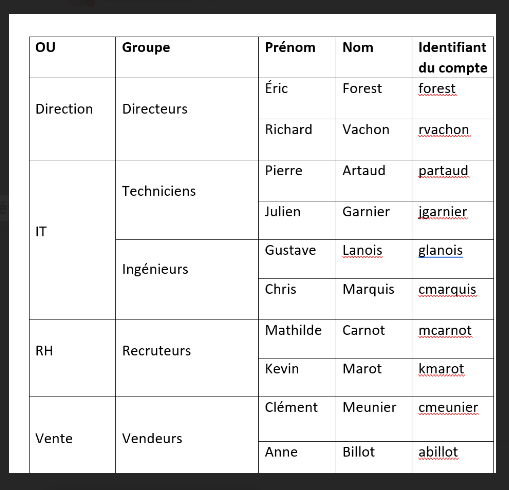 OU Groupe Prénom Nom Identifiant
du compte
Éric Forest forest
Direction Directeurs
Richard Vachon rvachon
Pierre Artaud partaud
Techniciens
Julien Garnier jgarnier
IT
Gustave Lanois glanois
Ingénieurs
Chris Marquis cmarquis
Mathilde Carnot mcarnot
RH Recruteurs
Kevin Marot kmarot
Clément Meunier cmeunier
Vente Vendeurs
Anne Billot abillot